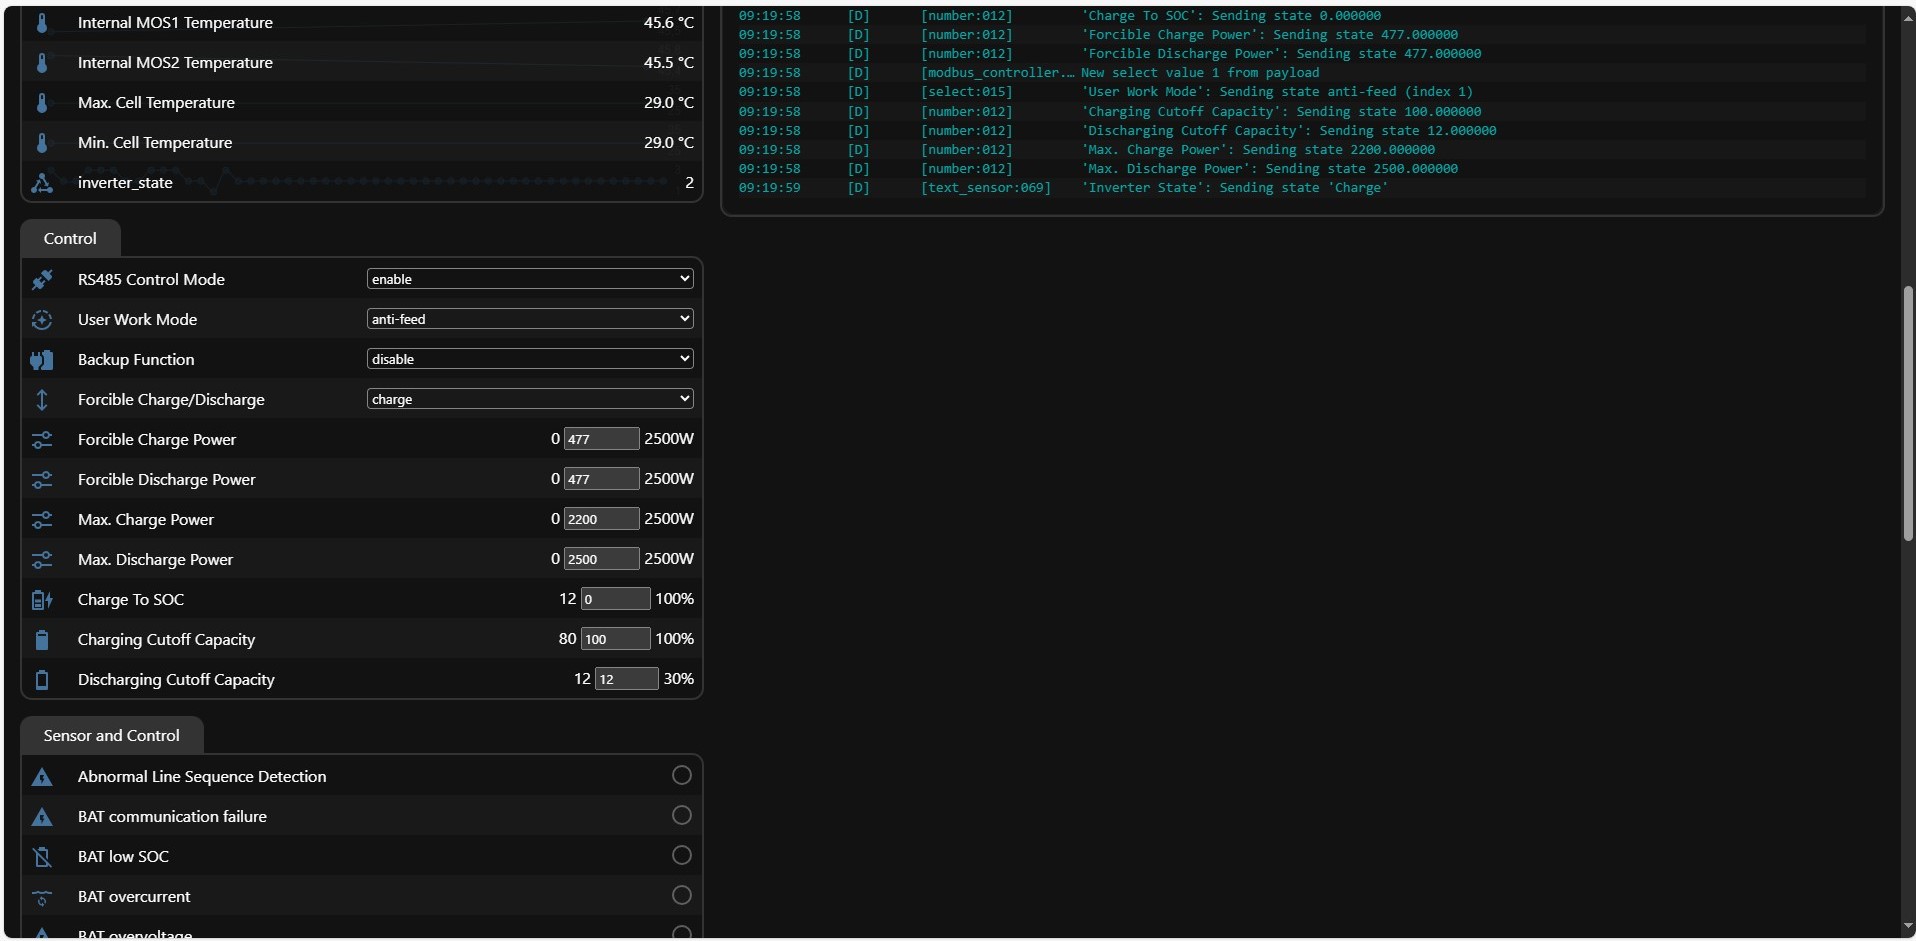 Internal MOS1 Temperature 45.6 °C
Internal MOS2 Temperature 45.5 °C
Max. Cell Temperature 29.0 °C
Min. Cell Temperature 29.0 °C
inverter_state 2
09:19:58 [D] [number:012] 'Charge To SOC': Sending state 0.000000
09:19:58 [D] [number:012] 'Forcible Charge Power': Sending state 477.000000
09:19:58 [D] [number:012] 'Forcible Discharge Power': Sending state 477.000000
09:19:58 [D] [modbus_controller.… New select value 1 from payload
09:19:58 [D] [select:015] 'User Work Mode': Sending state anti-feed (index 1)
09:19:58 [D] [number:012] 'Charging Cutoff Capacity': Sending state 100.000000
09:19:58 [D] [number:012] 'Discharging Cutoff Capacity': Sending state 12.000000
09:19:58 [D] [number:012] 'Max. Charge Power': Sending state 2200.000000
09:19:58 [D] [number:012] 'Max. Discharge Power': Sending state 2500.000000
09:19:59 [D] [text_sensor:069] 'Inverter State': Sending state 'Charge'
Control
RS485 Control Mode enable
User Work Mode anti-feed
Backup Function disable
Forcible Charge/Discharge charge
Forcible Charge Power 0 477 2500W
Forcible Discharge Power 0 477 2500W
Max. Charge Power 0 2200 2500W
Max. Discharge Power 0 2500 2500W
Charge To SOC 12 0 100%
Charging Cutoff Capacity 80 100 100%
Discharging Cutoff Capacity 12 12 30%
Sensor and Control
Abnormal Line Sequence Detection
BAT communication failure
BAT low SOC
BAT overcurrent
BAT overvoltage